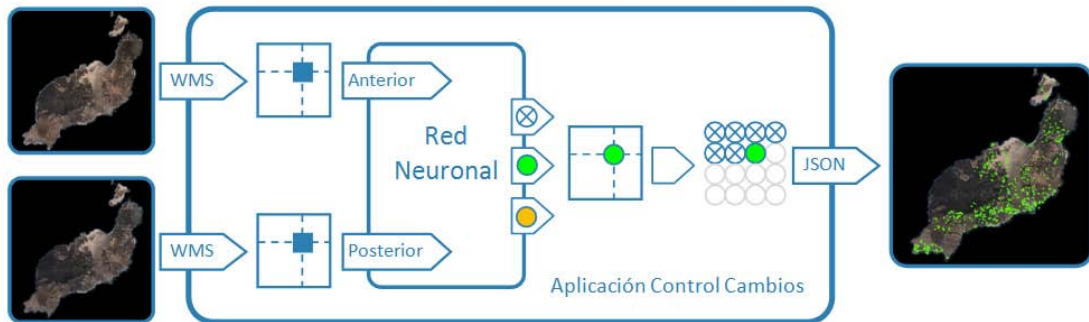 WMS
Anterior
Red
Neuronal
JSON
WMS
Posterior
Aplicación Control Cambios